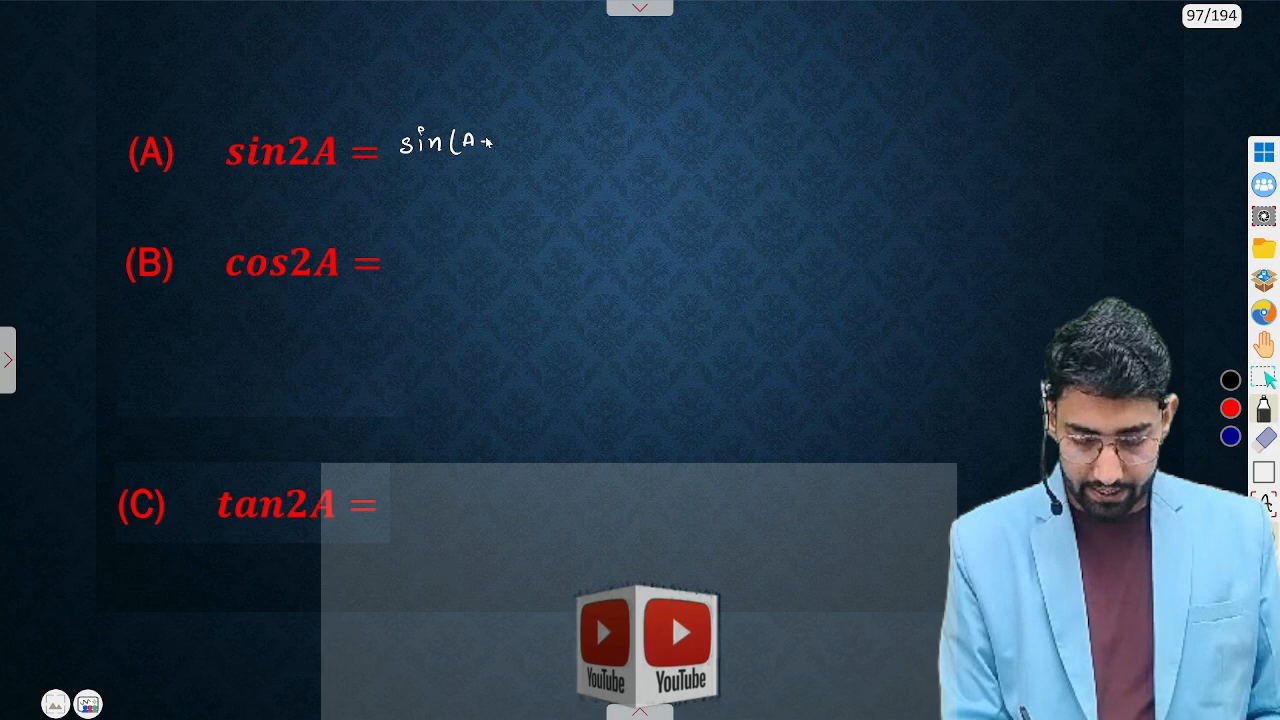 97/194
(A) sin2A = sin(A +
(B) cos2A =
(C) tan2A =
YouTube YouTube